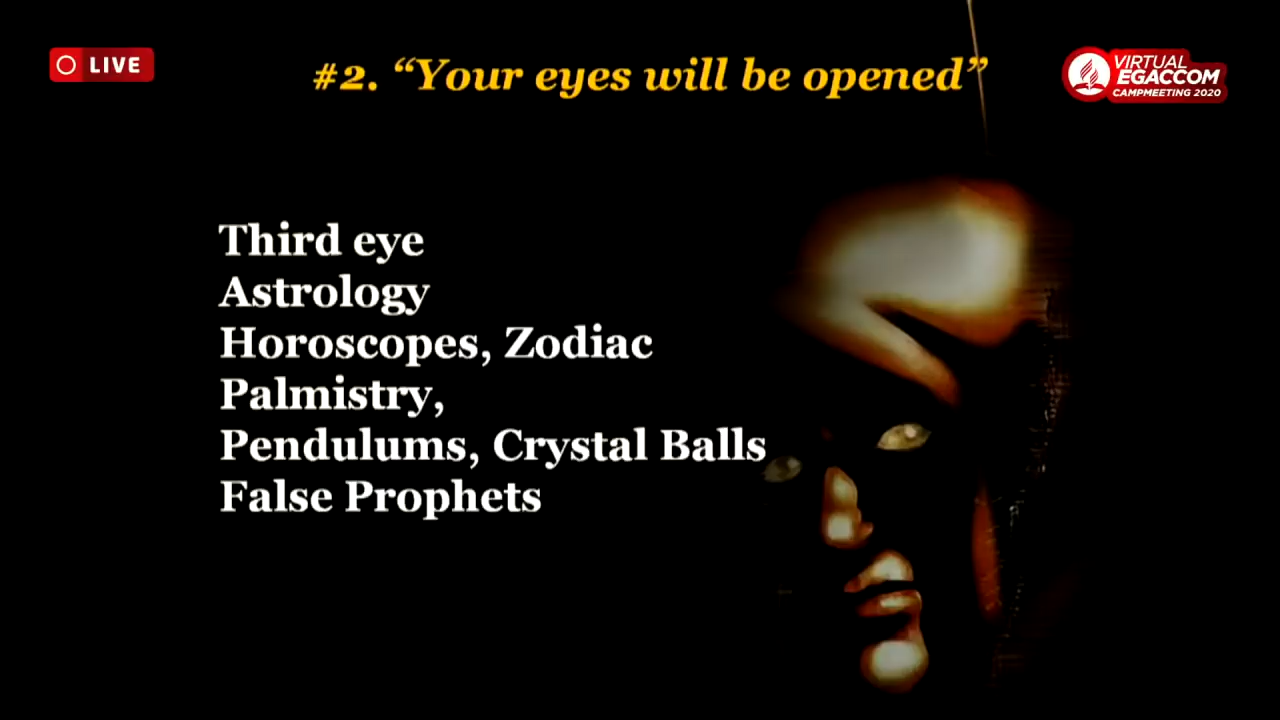 LIVE
#2. “Your eyes will be opened”
VIRTUAL
EGACCOM
CAMPMEETING 2020
Third eye
Astrology
Horoscopes, Zodiac
Palmistry,
Pendulums, Crystal Balls
False Prophets